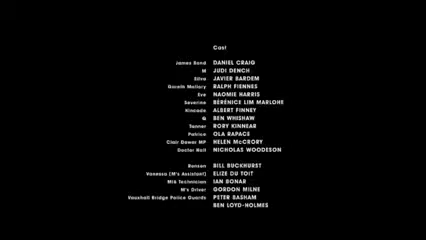 Cast
James Bond DANIEL CRAIG
M JUDI DENCH
Silva JAVIER BARDEM
Gareth Mallory RALPH FIENNES
Eve NAOMIE HARRIS
Severine BÉRÉNICE LIM MARLOHE
Kincade ALBERT FINNEY
Q BEN WHISHAW
Tanner RORY KINNEAR
Patrice OLA RAPACE
Clair Dowar MP HELEN McCRORY
Doctor Hall NICHOLAS WOODESON
Ronson BILL BUCKHURST
Vanessa (M's Assistant) ELIZE DU TOIT
MI6 Technician IAN BONAR
M's Driver GORDON MILNE
Vauxhall Bridge Police Guards PETER BASHAM
BEN LOYD-HOLMES